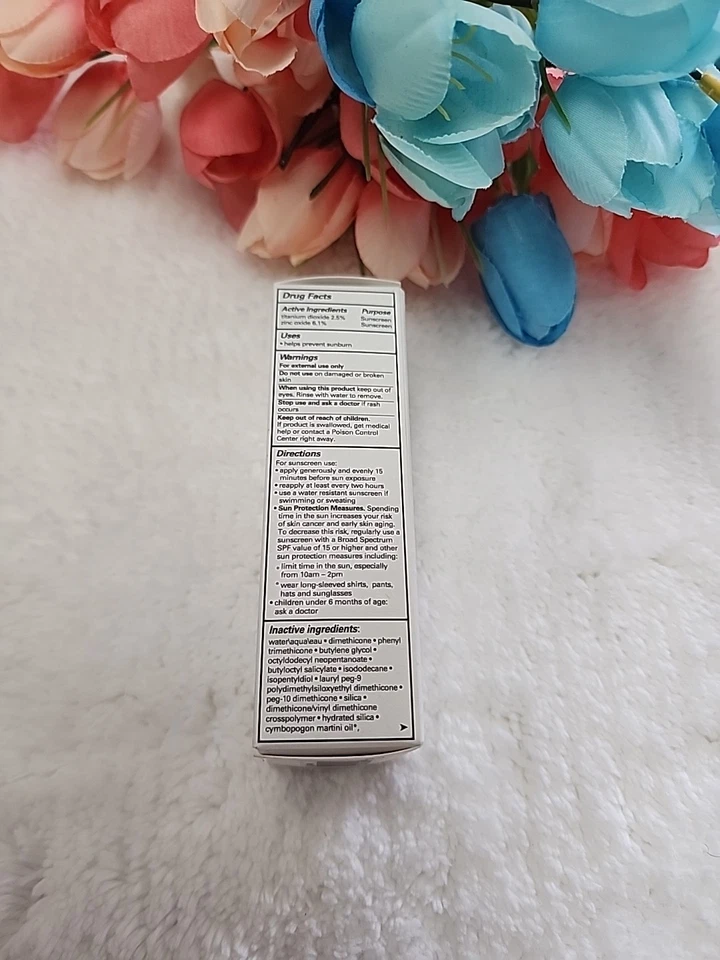 Drug Facts
Active Ingredients Purpose
titanium dioxide 2.5% Sunscreen
zinc oxide 6.1% Sunscreen
Uses
• helps prevent sunburn
Warnings
For external use only
Do not use on damaged or broken
skin
When using this product keep out of
eyes. Rinse with water to remove.
Stop use and ask a doctor if rash
occurs
Keep out of reach of children.
If product is swallowed, get medical
help or contact a Poison Control
Center right away.
Directions
For sunscreen use:
• apply generously and evenly 15
minutes before sun exposure
• reapply at least every two hours
• use a water resistant sunscreen if
swimming or sweating
• Sun Protection Measures. Spending
time in the sun increases your risk
of skin cancer and early skin aging.
To decrease this risk, regularly use a
sunscreen with a Broad Spectrum
SPF value of 15 or higher and other
sun protection measures including:
• limit time in the sun, especially
from 10am – 2pm
• wear long-sleeved shirts, pants,
hats and sunglasses
• children under 6 months of age:
ask a doctor
Inactive ingredients:
water\aqua\eau • dimethicone • phenyl
trimethicone • butylene glycol •
octyldodecyl neopentanoate •
butyloctyl salicylate • isododecane •
isopentyldiol • lauryl peg-9
polydimethylsiloxyethyl dimethicone •
peg-10 dimethicone • silica •
dimethicone/vinyl dimethicone
crosspolymer • hydrated silica •
cymbopogon martini oil*,